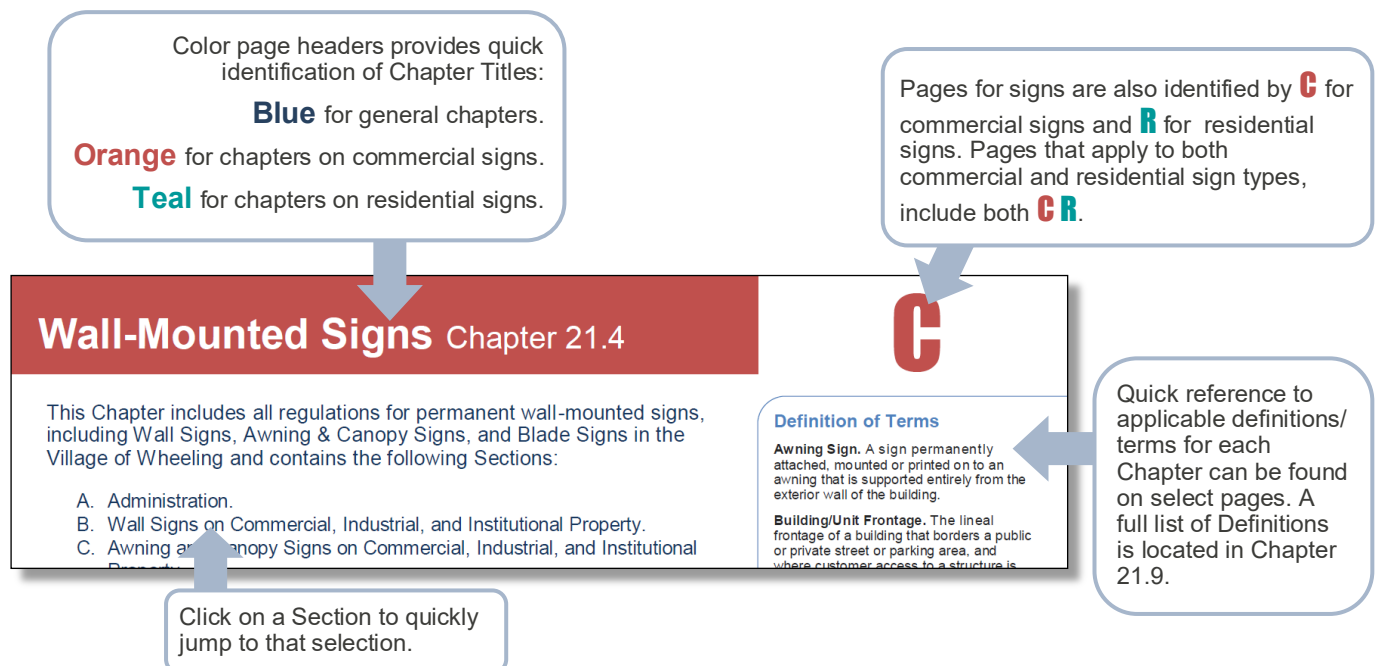 Color page headers provides quick
identification of Chapter Titles:
Blue for general chapters.
Orange for chapters on commercial signs.
Teal for chapters on residential signs.
Pages for signs are also identified by C for
commercial signs and R for residential
signs. Pages that apply to both
commercial and residential sign types,
include both C R.
Wall-Mounted Signs Chapter 21.4
C
This Chapter includes all regulations for permanent wall-mounted signs,
including Wall Signs, Awning & Canopy Signs, and Blade Signs in the
Village of Wheeling and contains the following Sections:
A. Administration.
B. Wall Signs on Commercial, Industrial, and Institutional Property.
C. Awning and Canopy Signs on Commercial, Industrial, and Institutional
Property
Definition of Terms
Awning Sign. A sign permanently
attached, mounted or printed on to an
awning that is supported entirely from the
exterior wall of the building.
Building/Unit Frontage. The lineal
frontage of a building that borders a public
or private street or parking area, and
where customer access to a structure is
Quick reference to
applicable definitions/
terms for each
Chapter can be found
on select pages. A
full list of Definitions
is located in Chapter
21.9.
Click on a Section to quickly
jump to that selection.